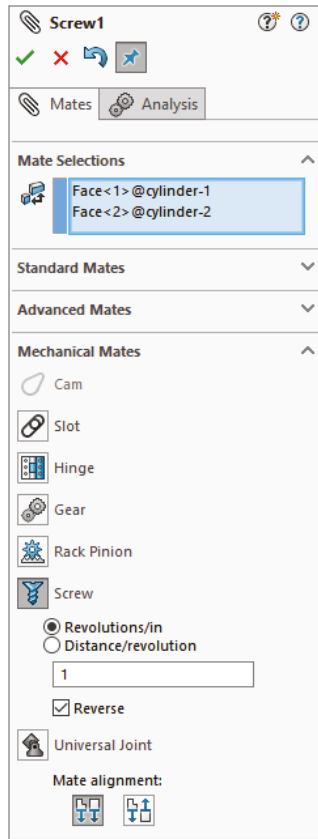 Screw1
Mates
Analysis
Mate Selections
Face<1>@cylinder-1
Face<2>@cylinder-2
Standard Mates
Advanced Mates
Mechanical Mates
Cam
Slot
Hinge
Gear
Rack Pinion
Screw
Revolutions/in
Distance/revolution
1
Reverse
Universal Joint
Mate alignment: